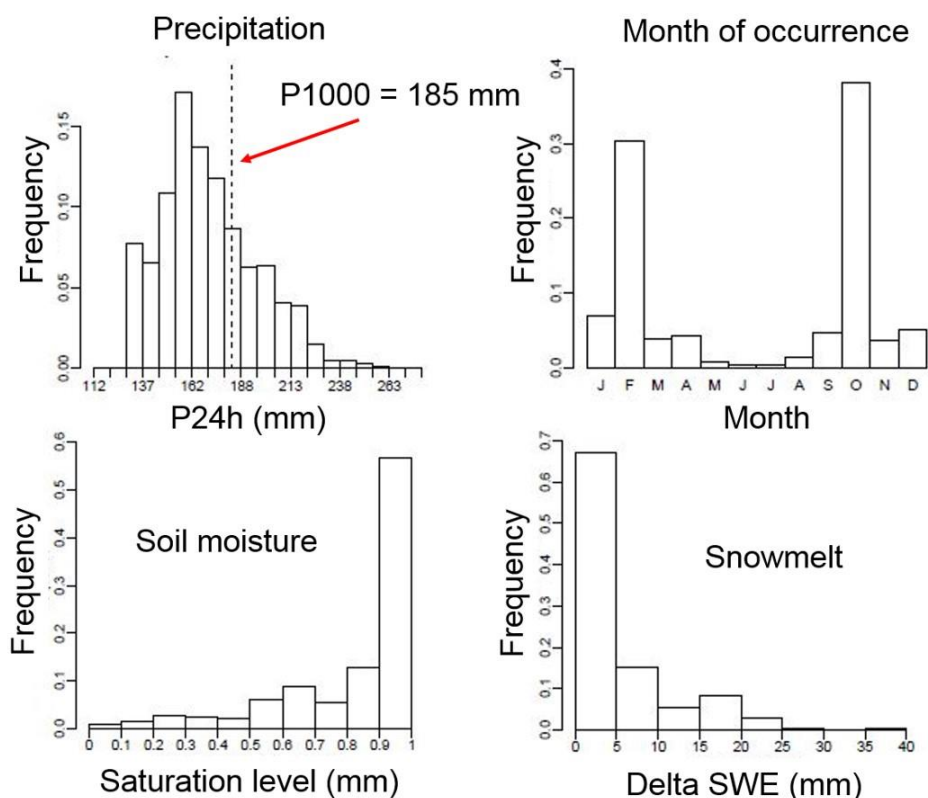 Precipitation
P1000 = 185 mm
Frequency
0.15
0.10
0.05
0.00
112 137 162 188 213 238 263
P24h (mm)
Month of occurrence
Frequency
0.4
0.3
0.2
0.1
0.0
J F M A M J J A S O N D
Month
Soil moisture
Frequency
0.6
0.5
0.4
0.3
0.2
0.1
0.0
0 0.1 0.2 0.3 0.4 0.5 0.6 0.7 0.8 0.9 1
Saturation level (mm)
Snowmelt
Frequency
0.7
0.6
0.5
0.4
0.3
0.2
0.1
0.0
0 5 10 15 20 25 30 35 40
Delta SWE (mm)